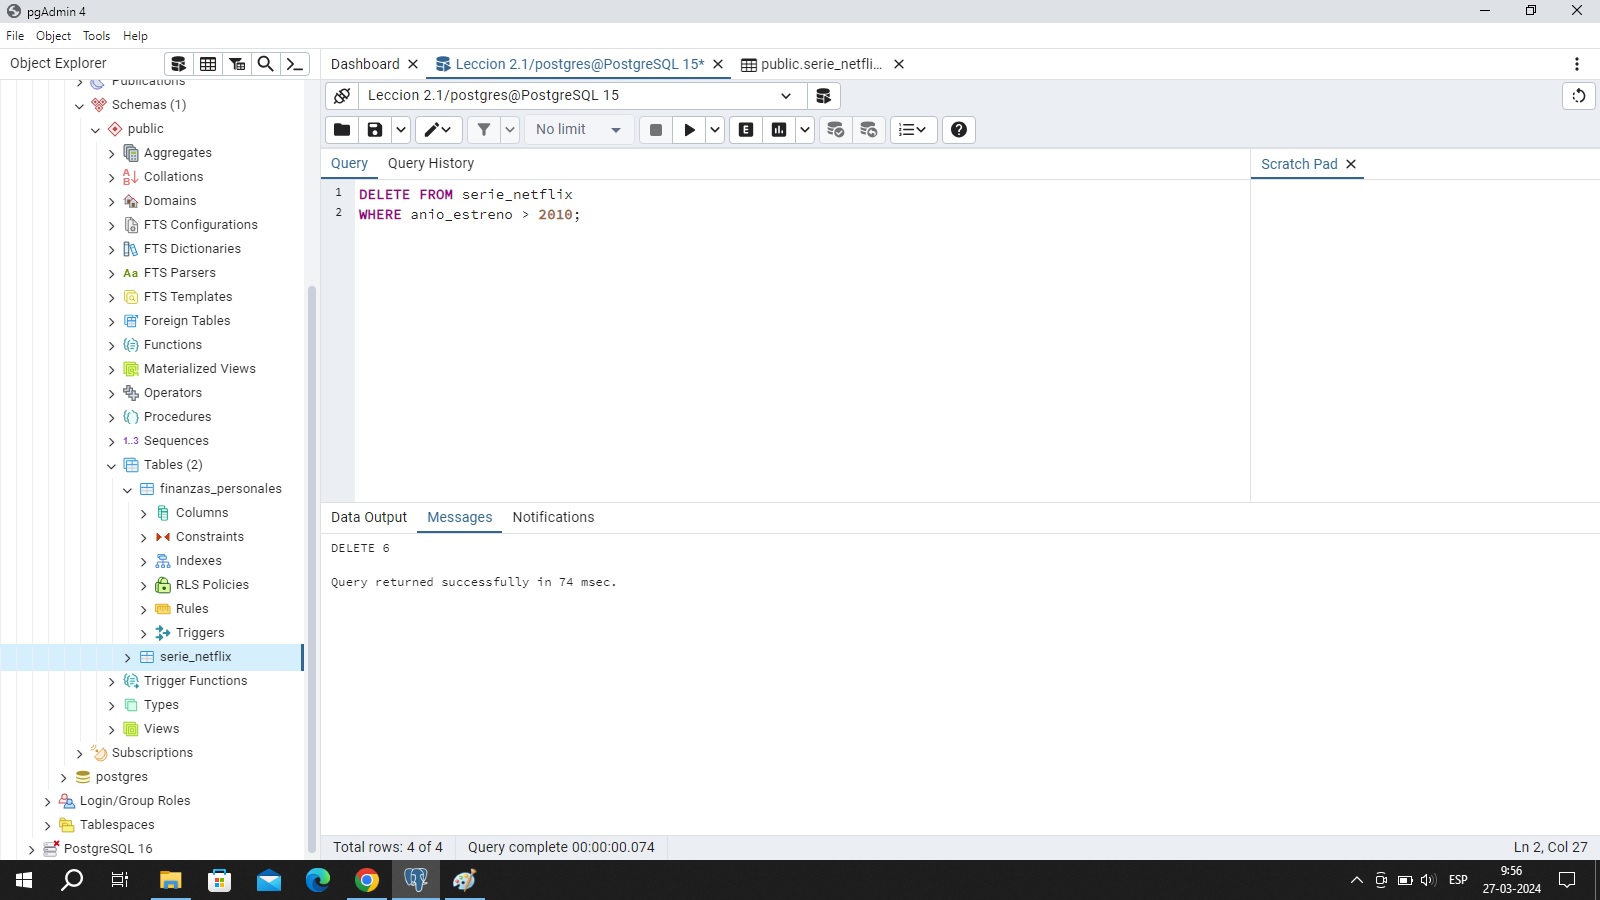 pgAdmin 4
File Object Tools Help
Object Explorer
Dashboard
Leccion 2.1/postgres@PostgreSQL 15*
public.serie_netfli...
Publications
Schemas (1)
public
Aggregates
Collations
Domains
FTS Configurations
FTS Dictionaries
Aa FTS Parsers
FTS Templates
Foreign Tables
Functions
Materialized Views
Operators
Procedures
1..3 Sequences
Tables (2)
finanzas_personales
Columns
Constraints
Indexes
RLS Policies
Rules
Triggers
serie_netflix
Trigger Functions
Types
Views
Subscriptions
postgres
Login/Group Roles
Tablespaces
PostgreSQL 16
Leccion 2.1/postgres@PostgreSQL 15
No limit
E
Query Query History
Scratch Pad
1 DELETE FROM serie_netflix
2 WHERE anio_estreno > 2010;
Data Output Messages Notifications
DELETE 6
Query returned successfully in 74 msec.
Total rows: 4 of 4 Query complete 00:00:00.074
Ln 2, Col 27
ESP
9:56
27-03-2024